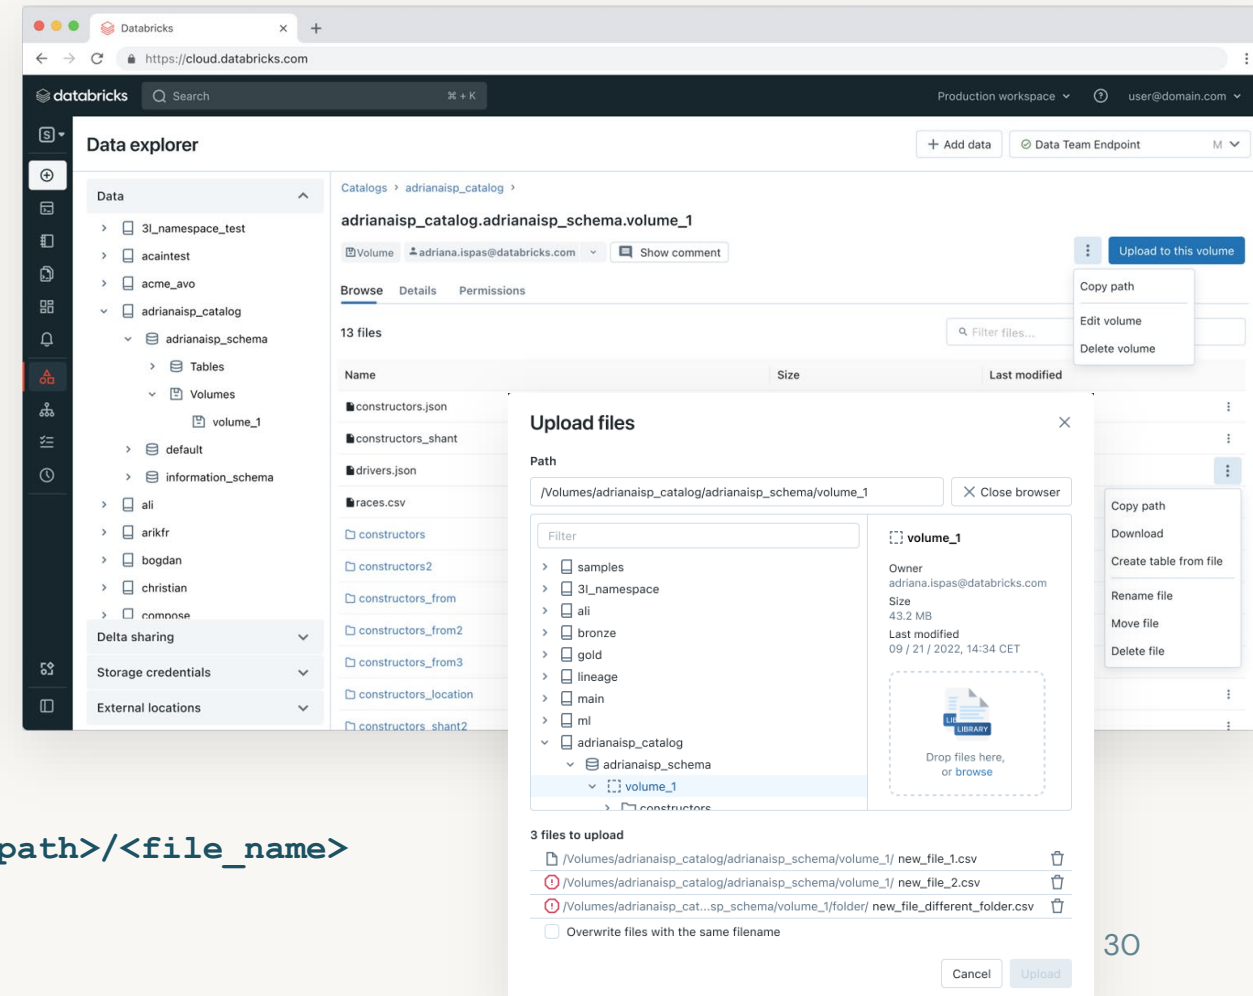 Databricks
https://cloud.databricks.com
databricks
Search
⌘ + K
Production workspace
user@domain.com
S
Data explorer
+ Add data
Data Team Endpoint
M
Data
3l_namespace_test
acaintest
acme_avo
adrianaisp_catalog
adrianaisp_schema
Tables
Volumes
volume_1
default
information_schema
ali
arikfr
bogdan
christian
compose
Delta sharing
Storage credentials
External locations
Catalogs > adrianaisp_catalog >
adrianaisp_catalog.adrianaisp_schema.volume_1
Volume
adriana.ispas@databricks.com
Show comment
Upload to this volume
Copy path
Edit volume
Delete volume
Browse
Details
Permissions
13 files
Filter files...
Name
Size
Last modified
constructors.json
constructors_shant
drivers.json
races.csv
constructors
constructors2
constructors_from
constructors_from2
constructors_from3
constructors_location
constructors_shant2
Copy path
Download
Create table from file
Rename file
Move file
Delete file
Upload files
Path
/Volumes/adrianaisp_catalog/adrianaisp_schema/volume_1
Close browser
Filter
samples
3l_namespace
ali
bronze
gold
lineage
main
ml
adrianaisp_catalog
adrianaisp_schema
volume_1
constructors
volume_1
Owner
adriana.ispas@databricks.com
Size
43.2 MB
Last modified
09 / 21 / 2022, 14:34 CET
LIBRARY
Drop files here,
or browse
3 files to upload
/Volumes/adrianaisp_catalog/adrianaisp_schema/volume_1/ new_file_1.csv
/Volumes/adrianaisp_catalog/adrianaisp_schema/volume_1/ new_file_2.csv
/Volumes/adrianaisp_cat...sp_schema/volume_1/folder/ new_file_different_folder.csv
Overwrite files with the same filename
Cancel
Upload
path>/<file_name>
30